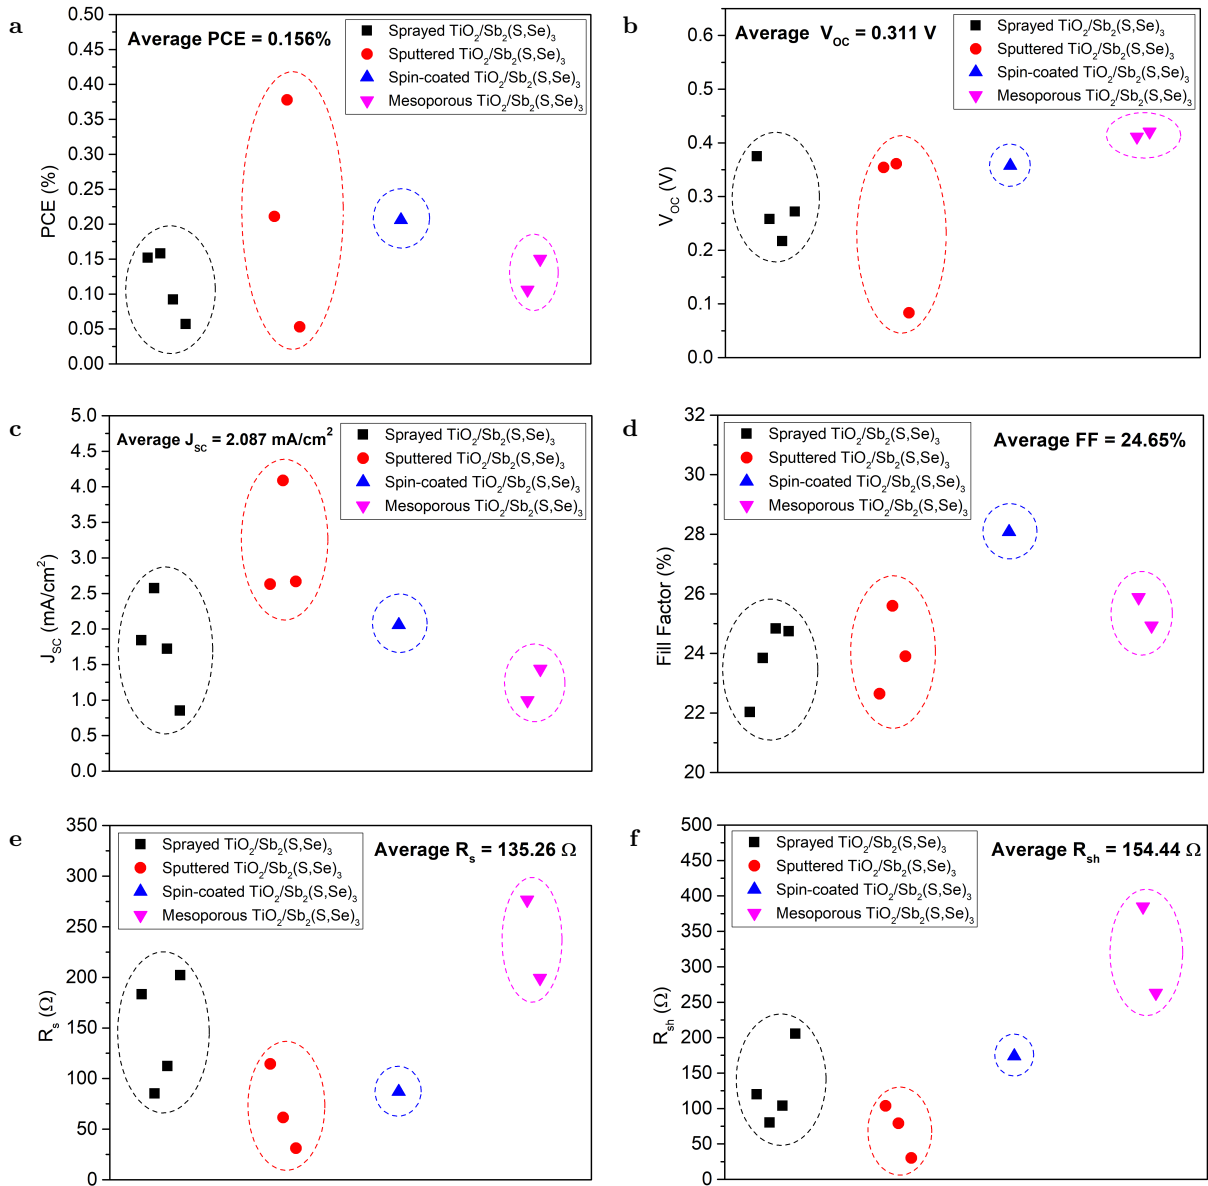 a
Average PCE = 0.156%
Sprayed TiO₂/Sb₂(S,Se)₃
Sputtered TiO₂/Sb₂(S,Se)₃
Spin-coated TiO₂/Sb₂(S,Se)₃
Mesoporous TiO₂/Sb₂(S,Se)₃
PCE (%)
0.50
0.45
0.40
0.35
0.30
0.25
0.20
0.15
0.10
0.05
0.00
b
Average V_OC = 0.311 V
Sprayed TiO₂/Sb₂(S,Se)₃
Sputtered TiO₂/Sb₂(S,Se)₃
Spin-coated TiO₂/Sb₂(S,Se)₃
Mesoporous TiO₂/Sb₂(S,Se)₃
V_OC (V)
0.6
0.5
0.4
0.3
0.2
0.1
0.0
c
Average J_SC = 2.087 mA/cm²
Sprayed TiO₂/Sb₂(S,Se)₃
Sputtered TiO₂/Sb₂(S,Se)₃
Spin-coated TiO₂/Sb₂(S,Se)₃
Mesoporous TiO₂/Sb₂(S,Se)₃
J_SC (mA/cm²)
5.0
4.5
4.0
3.5
3.0
2.5
2.0
1.5
1.0
0.5
0.0
d
Sprayed TiO₂/Sb₂(S,Se)₃
Sputtered TiO₂/Sb₂(S,Se)₃
Spin-coated TiO₂/Sb₂(S,Se)₃
Mesoporous TiO₂/Sb₂(S,Se)₃
Average FF = 24.65%
Fill Factor (%)
32
30
28
26
24
22
20
e
Sprayed TiO₂/Sb₂(S,Se)₃
Sputtered TiO₂/Sb₂(S,Se)₃
Spin-coated TiO₂/Sb₂(S,Se)₃
Mesoporous TiO₂/Sb₂(S,Se)₃
Average R_s = 135.26 Ω
R_s (Ω)
350
300
250
200
150
100
50
0
f
Sprayed TiO₂/Sb₂(S,Se)₃
Sputtered TiO₂/Sb₂(S,Se)₃
Spin-coated TiO₂/Sb₂(S,Se)₃
Mesoporous TiO₂/Sb₂(S,Se)₃
Average R_sh = 154.44 Ω
R_sh (Ω)
500
450
400
350
300
250
200
150
100
50
0